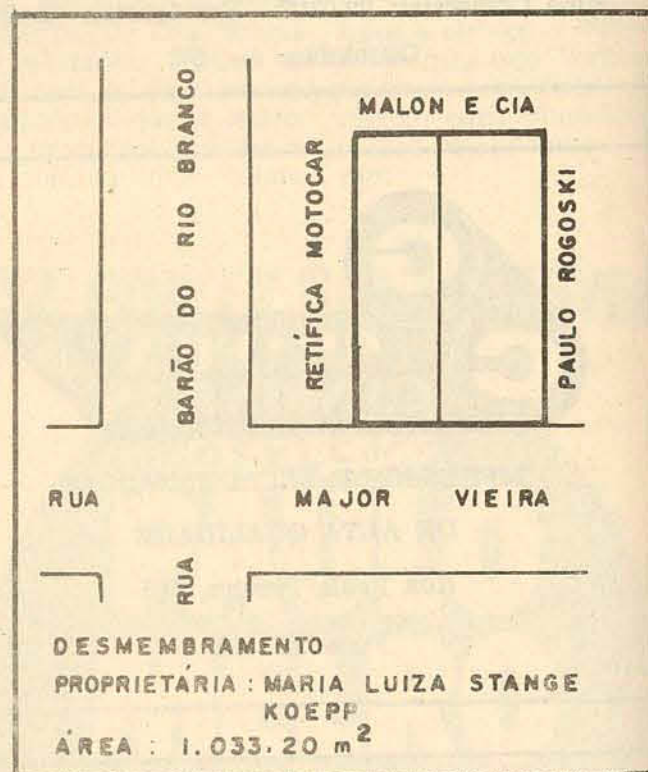 MALON E CIA
BARÃO DO RIO BRANCO
RETÍFICA MOTOCAR
PAULO ROGOSKI
RUA MAJOR VIEIRA
RUA
DESMEMBRAMENTO
PROPRIETÁRIA : MARIA LUIZA STANGE
KOEPP
ÁREA : 1.033,20 m²